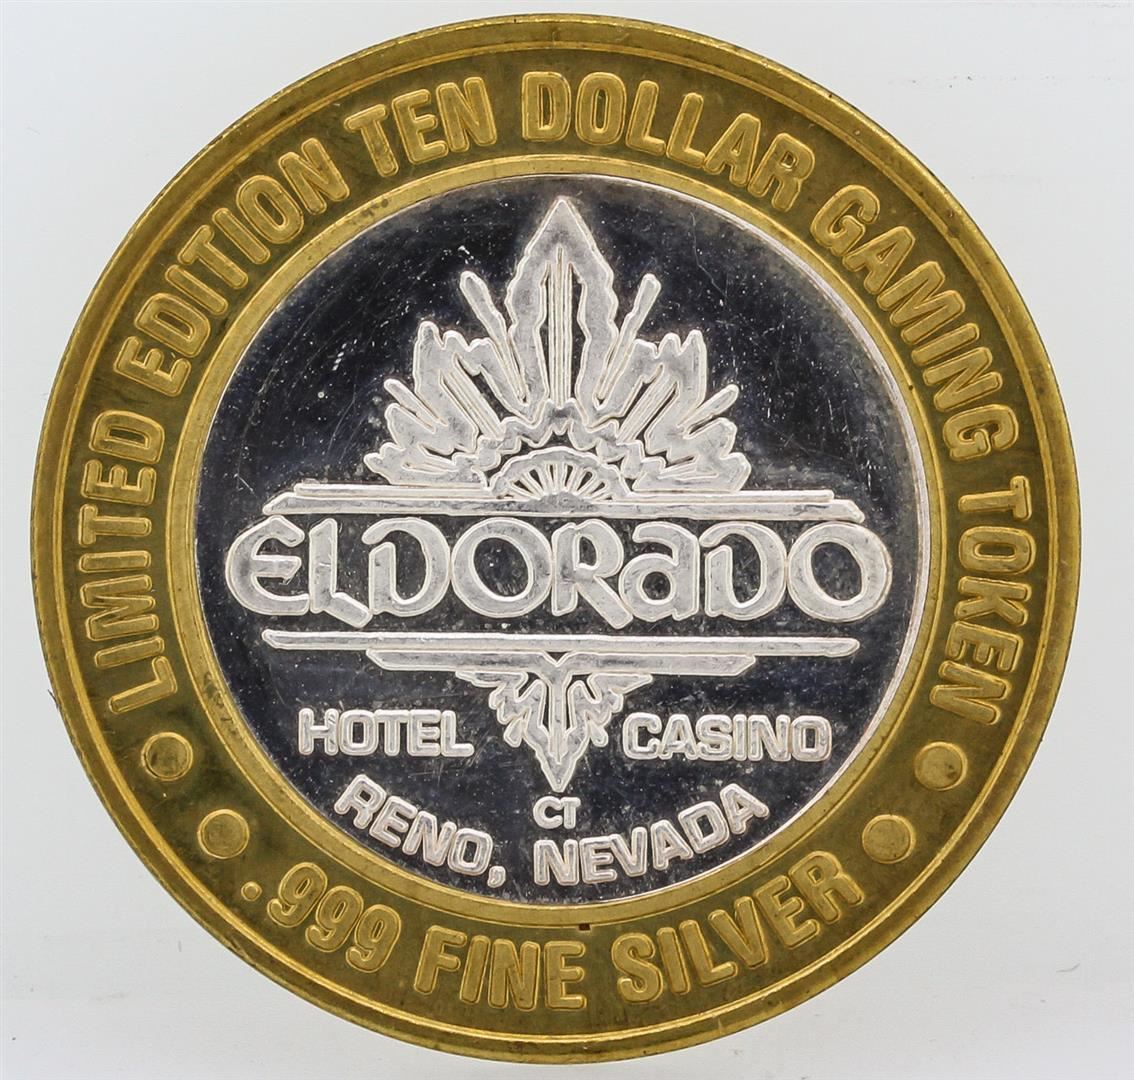 LIMITED EDITION TEN DOLLAR GAMING TOKEN
ELDORADO
HOTEL CASINO
CT
RENO, NEVADA
.999 FINE SILVER